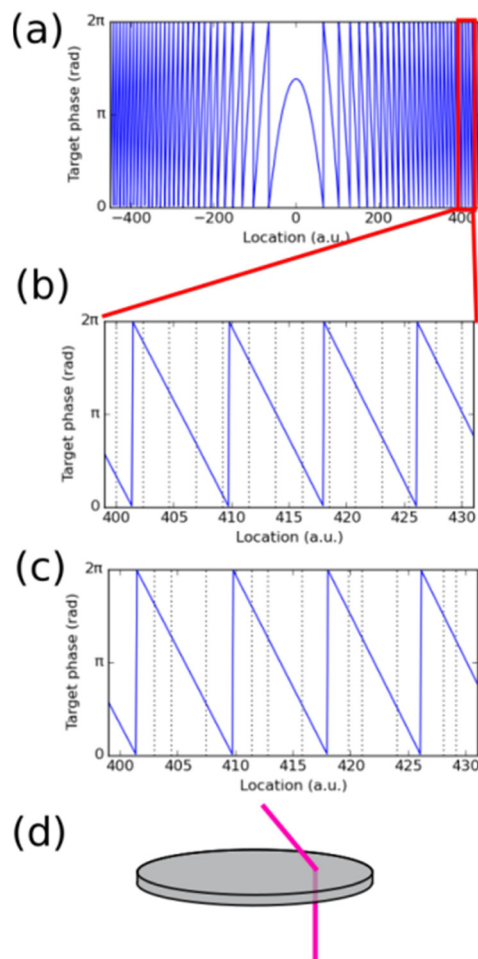 (a)
2π
π
0
Target phase (rad)
−400 −200 0 200 400
Location (a.u.)
(b)
2π
π
0
Target phase (rad)
400 405 410 415 420 425 430
Location (a.u.)
(c)
2π
π
0
Target phase (rad)
400 405 410 415 420 425 430
Location (a.u.)
(d)